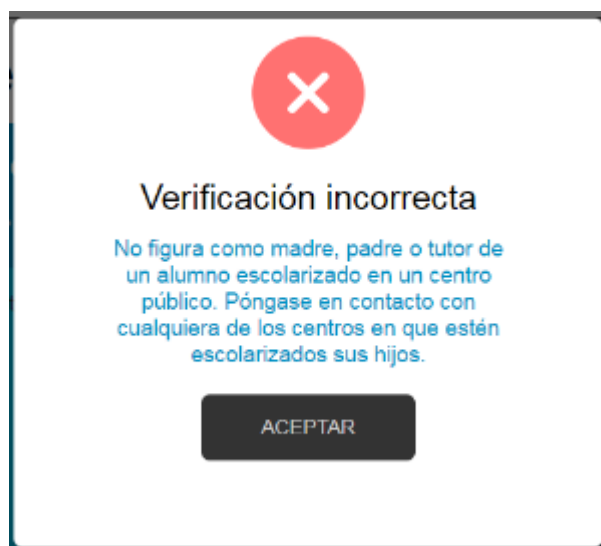 Verificación incorrecta
No figura como madre, padre o tutor de
un alumno escolarizado en un centro
público. Póngase en contacto con
cualquiera de los centros en que estén
escolarizados sus hijos.
ACEPTAR